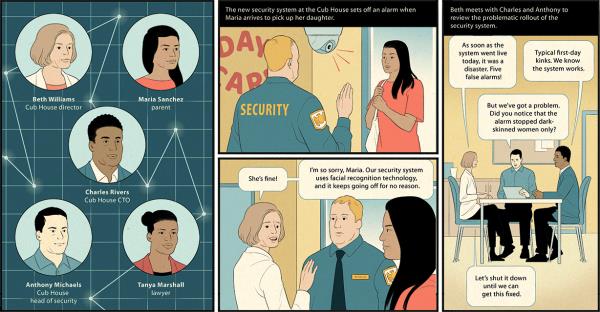 Beth Williams
Cub House director
Maria Sanchez
parent
Charles Rivers
Cub House CTO
Anthony Michaels
Cub House
head of security
Tanya Marshall
lawyer
The new security system at the Cub House sets off an alarm when
Maria arrives to pick up her daughter.
DAY
CARE
SECURITY
She's fine!
I'm so sorry, Maria. Our security system
uses facial recognition technology,
and it keeps going off for no reason.
Beth meets with Charles and Anthony to
review the problematic rollout of the
security system.
As soon as the
system went live
today, it was a
disaster. Five
false alarms!
Typical first-day
kinks. We know
the system works.
But we've got a problem.
Did you notice that the
alarm stopped dark-
skinned women only?
Let's shut it down
until we can
get this fixed.